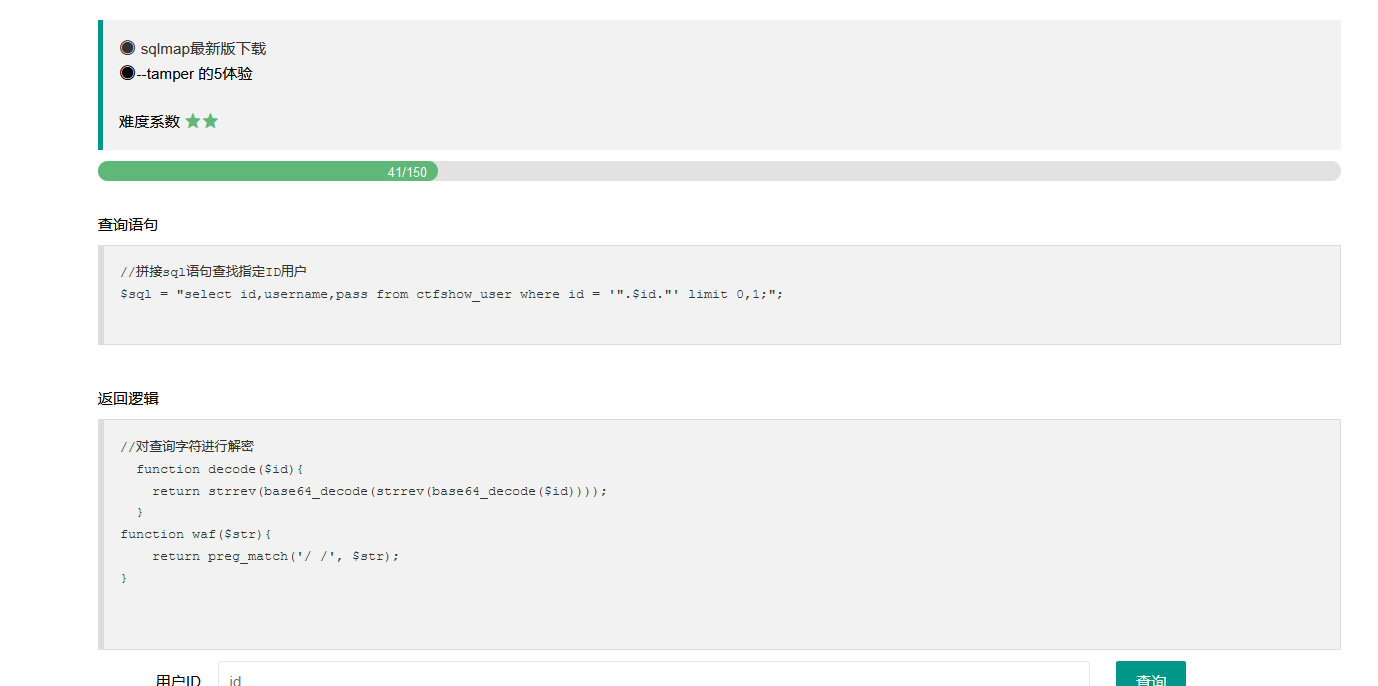 ◉ sqlmap最新版下载
◉--tamper 的5体验
难度系数 ★★
41/150
查询语句
//拼接sql语句查找指定ID用户
$sql = "select id,username,pass from ctfshow_user where id = '".$id."' limit 0,1;";
返回逻辑
//对查询字符进行解密
  function decode($id){
    return strrev(base64_decode(strrev(base64_decode($id))));
  }
function waf($str){
    return preg_match('/ /', $str);
}
用户ID id 查询